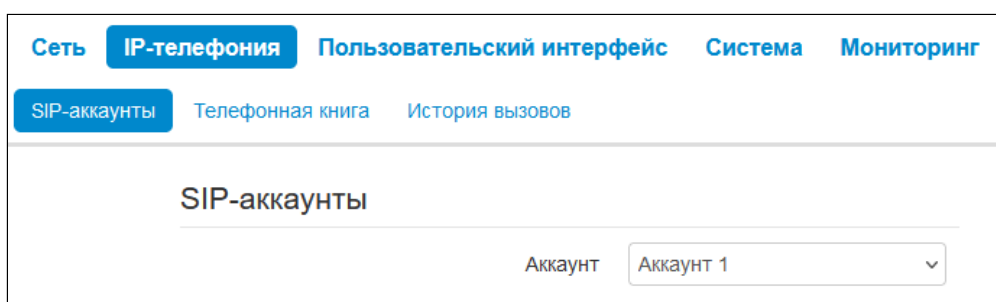 Сеть IP-телефония Пользовательский интерфейс Система Мониторинг
SIP-аккаунты Телефонная книга История вызовов
SIP-аккаунты
Аккаунт Аккаунт 1